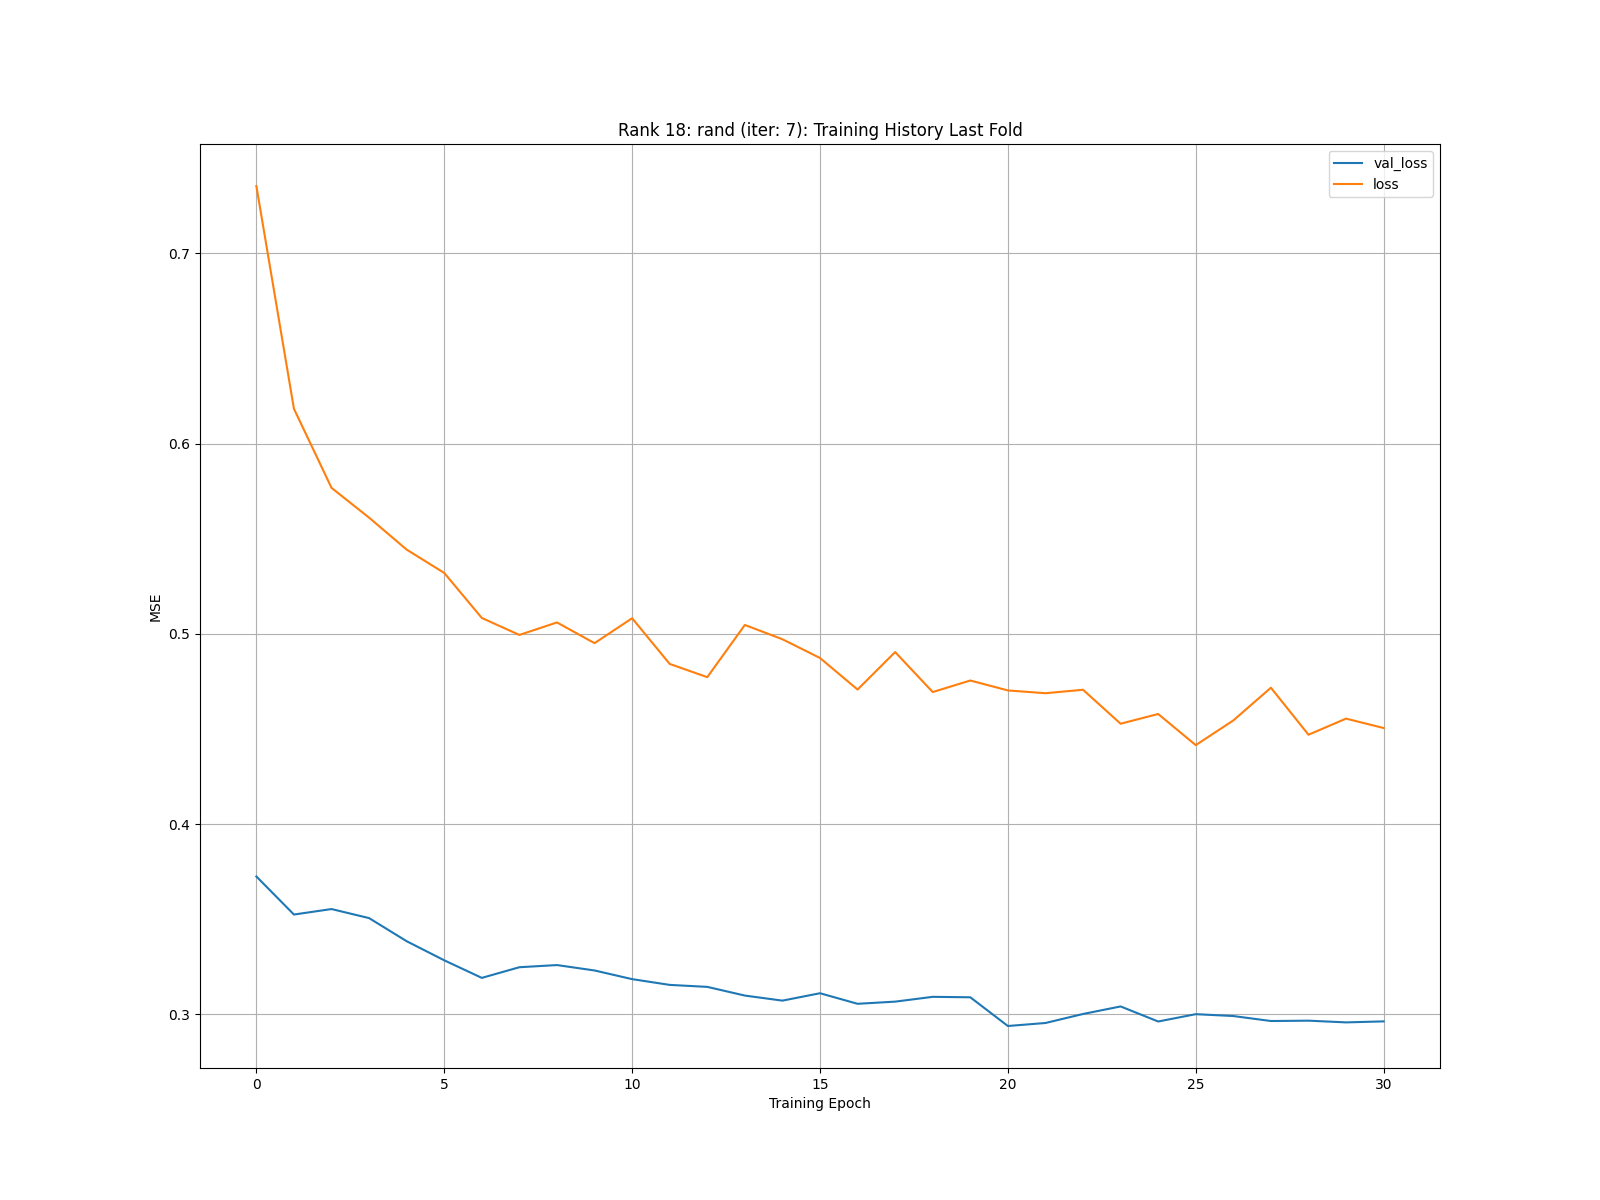 Rank 18: rand (iter: 7): Training History Last Fold
val_loss
loss
0.7
0.6
0.5
0.4
0.3
MSE
0 5 10 15 20 25 30
Training Epoch